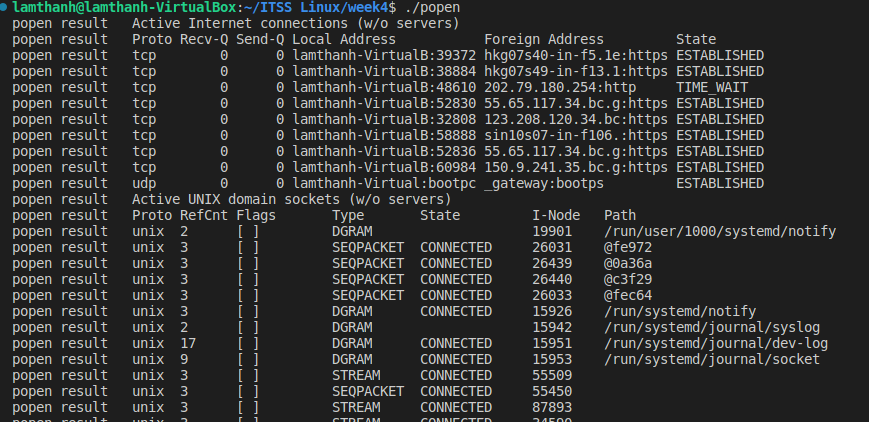 lamthanh@lamthanh-VirtualBox:~/ITSS Linux/week4$ ./popen
popen result   Active Internet connections (w/o servers)
popen result   Proto Recv-Q Send-Q Local Address           Foreign Address         State
popen result   tcp        0      0 lamthanh-VirtualB:39372 hkg07s40-in-f5.1e:https ESTABLISHED
popen result   tcp        0      0 lamthanh-VirtualB:38884 hkg07s49-in-f13.1:https ESTABLISHED
popen result   tcp        0      0 lamthanh-VirtualB:48610 202.79.180.254:http     TIME_WAIT
popen result   tcp        0      0 lamthanh-VirtualB:52830 55.65.117.34.bc.g:https ESTABLISHED
popen result   tcp        0      0 lamthanh-VirtualB:32808 123.208.120.34.bc:https ESTABLISHED
popen result   tcp        0      0 lamthanh-VirtualB:58888 sin10s07-in-f106.:https ESTABLISHED
popen result   tcp        0      0 lamthanh-VirtualB:52836 55.65.117.34.bc.g:https ESTABLISHED
popen result   tcp        0      0 lamthanh-VirtualB:60984 150.9.241.35.bc.g:https ESTABLISHED
popen result   udp        0      0 lamthanh-Virtual:bootpc _gateway:bootps         ESTABLISHED
popen result   Active UNIX domain sockets (w/o servers)
popen result   Proto RefCnt Flags       Type       State         I-Node   Path
popen result   unix  2      [ ]         DGRAM                    19901    /run/user/1000/systemd/notify
popen result   unix  3      [ ]         SEQPACKET  CONNECTED     26031    @fe972
popen result   unix  3      [ ]         SEQPACKET  CONNECTED     26439    @0a36a
popen result   unix  3      [ ]         SEQPACKET  CONNECTED     26440    @c3f29
popen result   unix  3      [ ]         SEQPACKET  CONNECTED     26033    @fec64
popen result   unix  3      [ ]         DGRAM      CONNECTED     15926    /run/systemd/notify
popen result   unix  2      [ ]         DGRAM                    15942    /run/systemd/journal/syslog
popen result   unix  17     [ ]         DGRAM      CONNECTED     15951    /run/systemd/journal/dev-log
popen result   unix  9      [ ]         DGRAM      CONNECTED     15953    /run/systemd/journal/socket
popen result   unix  3      [ ]         STREAM     CONNECTED     55509
popen result   unix  3      [ ]         SEQPACKET  CONNECTED     55450
popen result   unix  3      [ ]         STREAM     CONNECTED     87893
popen result   unix  3      [ ]         STREAM     CONNECTED